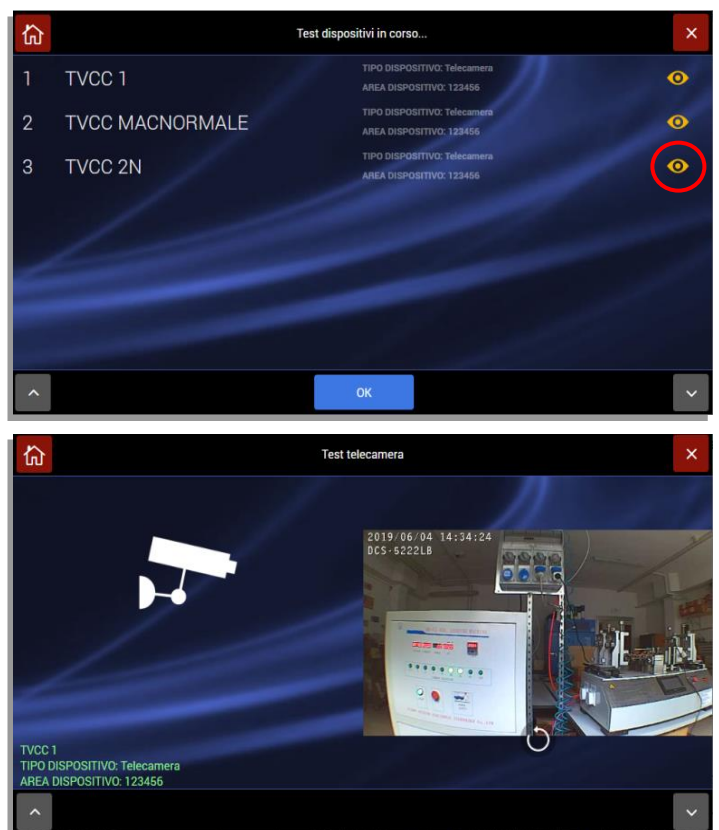 Test dispositivi in corso...
1 TVCC 1 TIPO DISPOSITIVO: Telecamera
AREA DISPOSITIVO: 123456
2 TVCC MACNORMALE TIPO DISPOSITIVO: Telecamera
AREA DISPOSITIVO: 123456
3 TVCC 2N TIPO DISPOSITIVO: Telecamera
AREA DISPOSITIVO: 123456
OK
Test telecamera
2019/06/04 14:34:24
DCS-5222LB
TVCC 1
TIPO DISPOSITIVO: Telecamera
AREA DISPOSITIVO: 123456